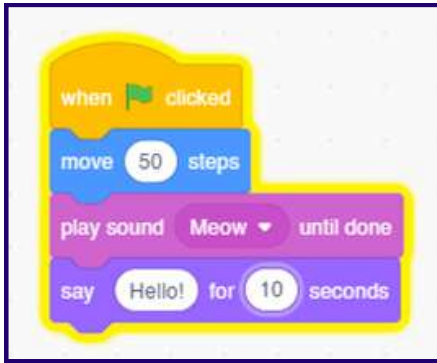 when clicked
move 50 steps
play sound Meow until done
say Hello! for 10 seconds